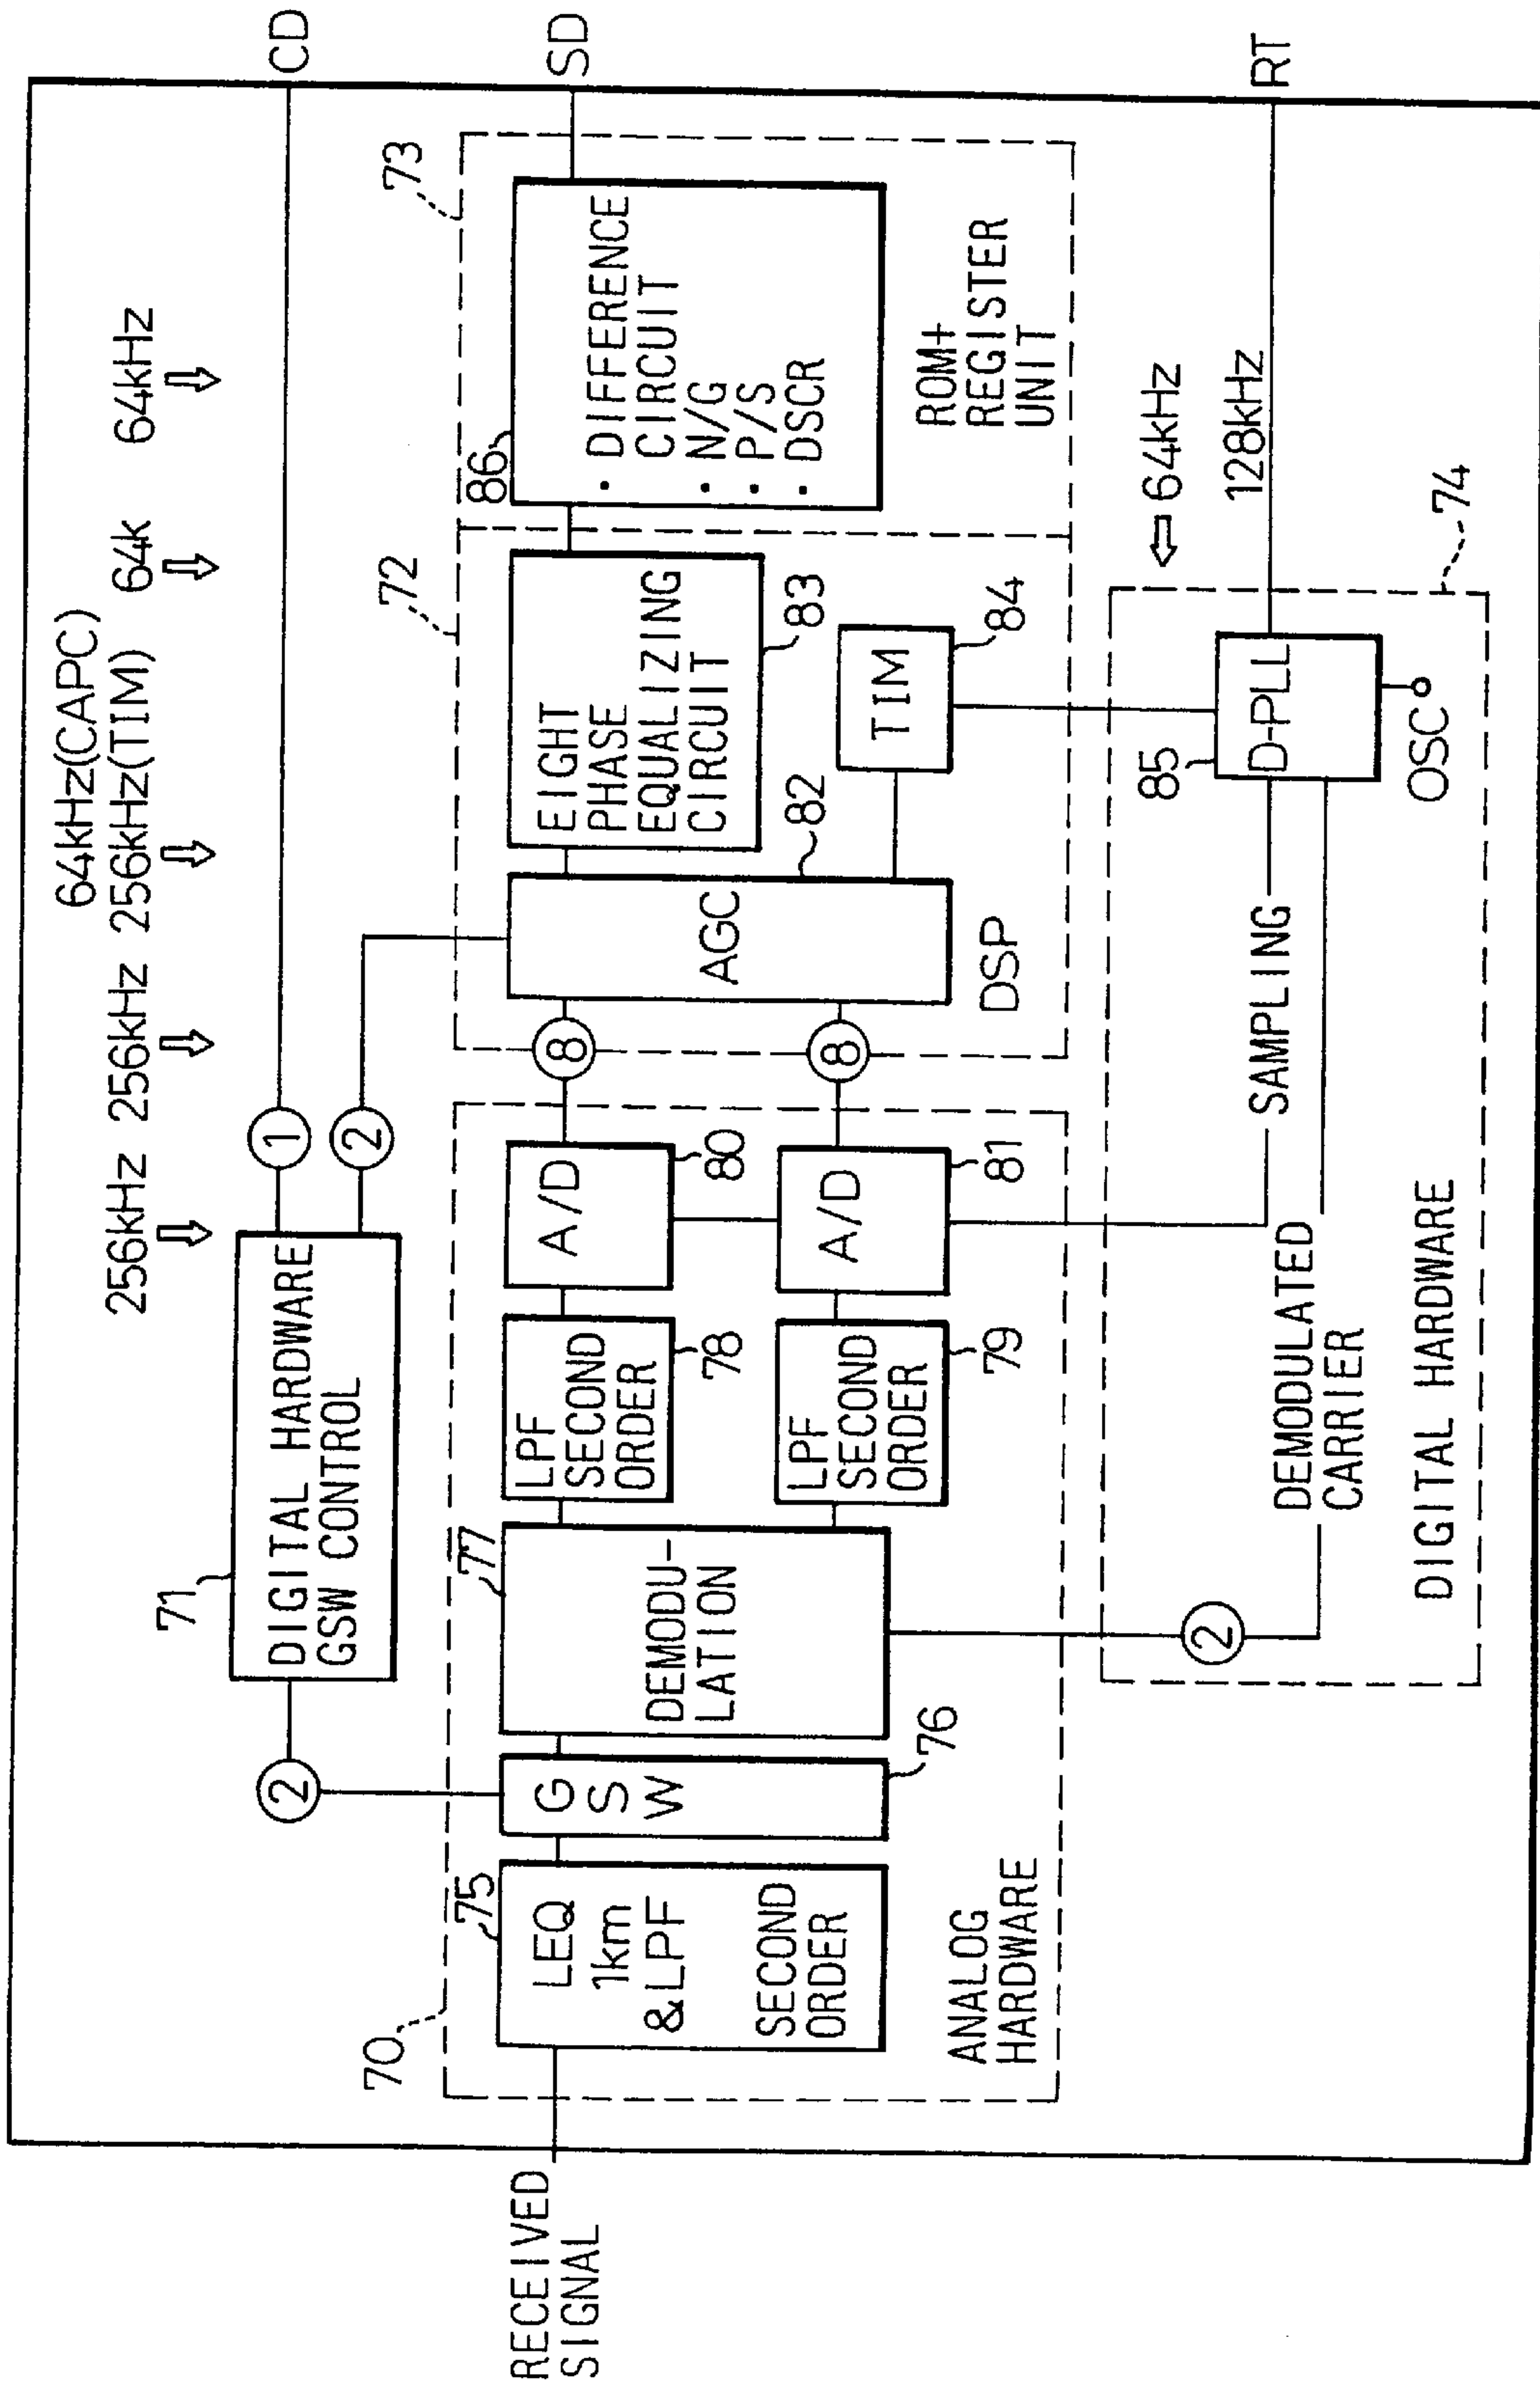 64kHz(CAPC)
256kHz 256kHz 256kHz(TIM) 64k 64kHz
71
DIGITAL HARDWARE
GSW CONTROL
2
1
2
CD
70
72
73
RECEIVED
SIGNAL
75
LEQ
1km
&LPF
SECOND
ORDER
G
S
W
76
77
DEMODU-
LATION
LPF
SECOND
ORDER
78
LPF
SECOND
ORDER
79
A/D
80
A/D
81
8
8
AGC
82
EIGHT
PHASE
EQUALIZING
CIRCUIT
83
TIM
84
86
• DIFFERENCE
CIRCUIT
• N/G
• P/S
• DSCR
SD
ANALOG
HARDWARE
DSP
ROM+
REGISTER
UNIT
64kHz
128kHz
RT
85
D-PLL
OSC
SAMPLING
2
DEMODULATED
CARRIER
DIGITAL HARDWARE
74